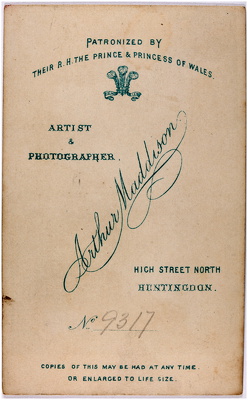 PATRONIZED BY
THEIR R.H. THE PRINCE & PRINCESS OF WALES.
ARTIST
&
PHOTOGRAPHER.
Arthur Maddison
HIGH STREET NORTH
HUNTINGDON.
No 9317
COPIES OF THIS MAY BE HAD AT ANY TIME.
OR ENLARGED TO LIFE SIZE.